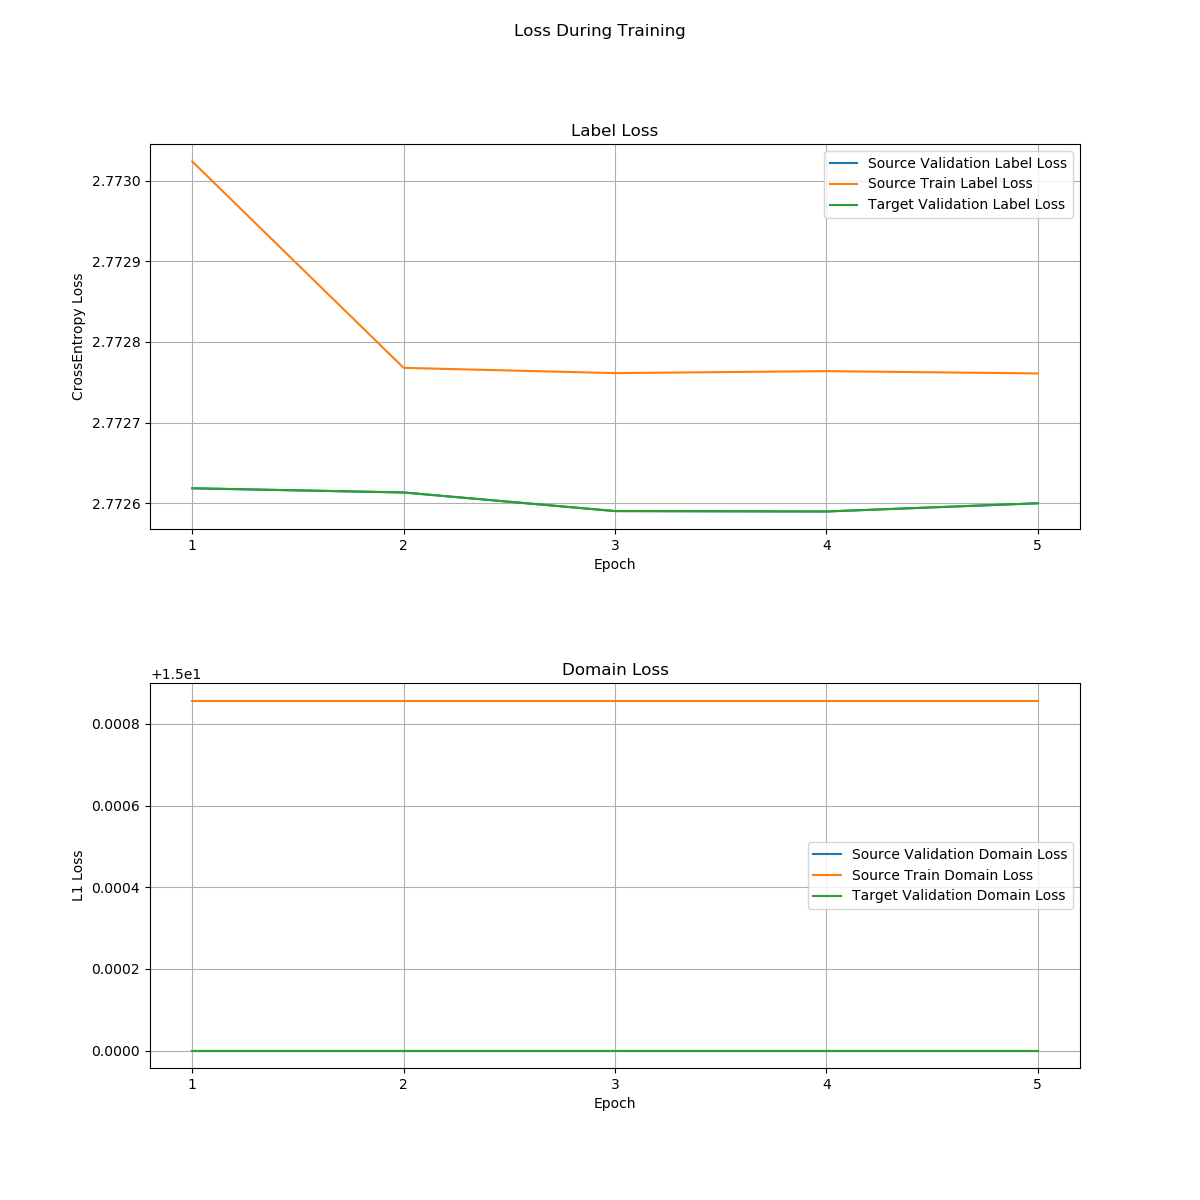 Loss During Training
Label Loss
Source Validation Label Loss
Source Train Label Loss
Target Validation Label Loss
2.7730
2.7729
2.7728
2.7727
2.7726
CrossEntropy Loss
1 2 3 4 5
Epoch
Domain Loss
+1.5e1
Source Validation Domain Loss
Source Train Domain Loss
Target Validation Domain Loss
0.0008
0.0006
0.0004
0.0002
0.0000
L1 Loss
1 2 3 4 5
Epoch